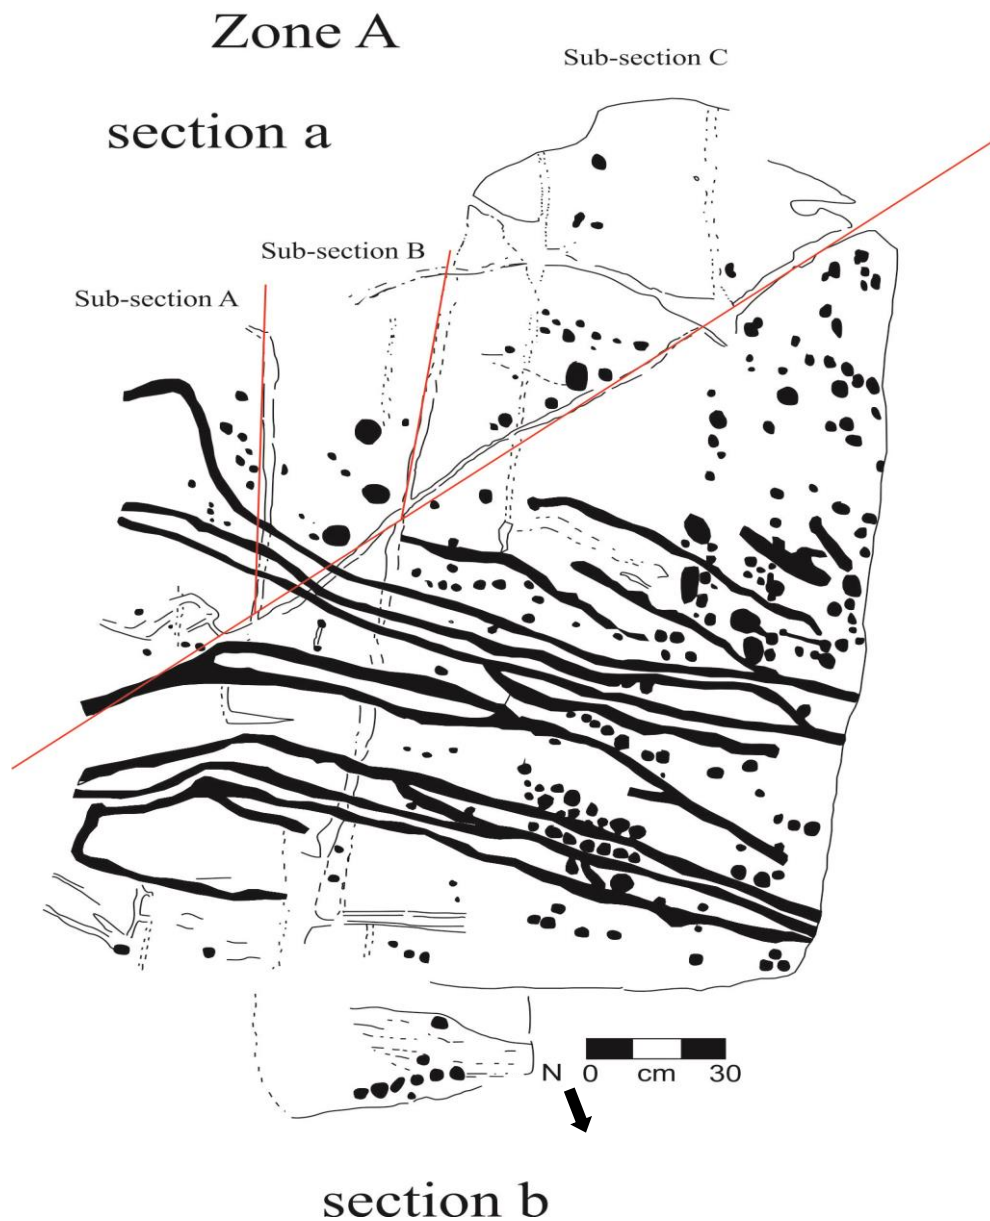 Zone A
Sub-section C
section a
Sub-section B
Sub-section A
N 0 cm 30
section b